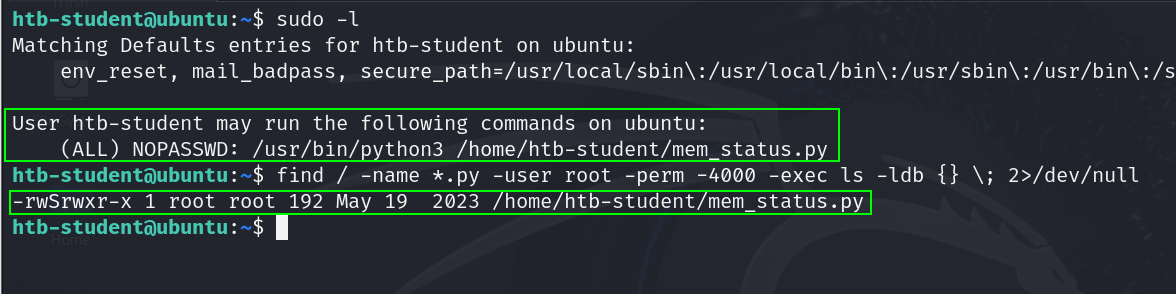 htb-student@ubuntu:~$ sudo -l
Matching Defaults entries for htb-student on ubuntu:
    env_reset, mail_badpass, secure_path=/usr/local/sbin\:/usr/local/bin\:/usr/sbin\:/usr/bin\:/s
User htb-student may run the following commands on ubuntu:
    (ALL) NOPASSWD: /usr/bin/python3 /home/htb-student/mem_status.py
htb-student@ubuntu:~$ find / -name *.py -user root -perm -4000 -exec ls -ldb {} \; 2>/dev/null
-rwSrwxr-x 1 root root 192 May 19  2023 /home/htb-student/mem_status.py
htb-student@ubuntu:~$
Home